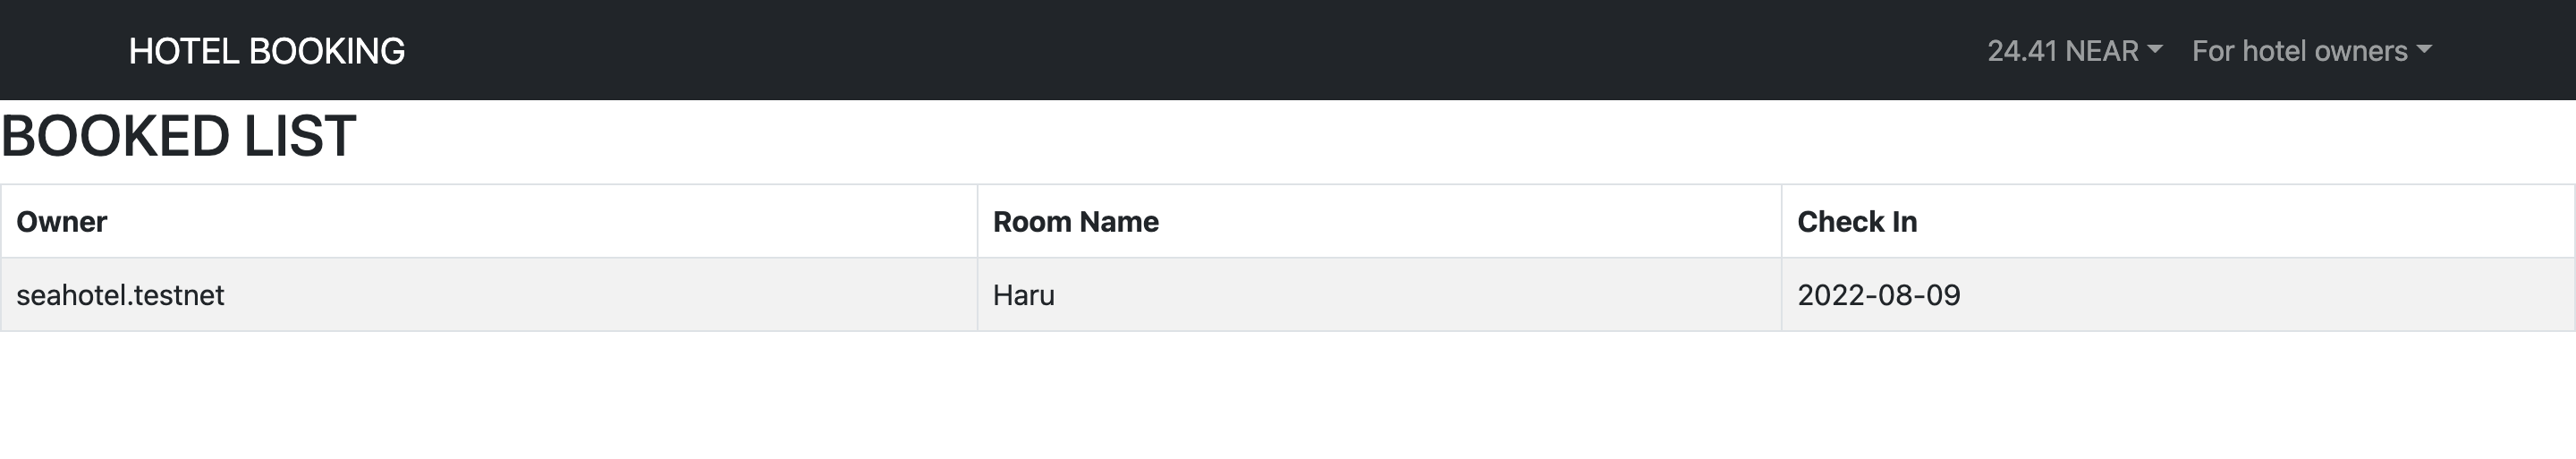 HOTEL BOOKING 24.41 NEAR For hotel owners
BOOKED LIST
Owner Room Name Check In
seahotel.testnet Haru 2022-08-09